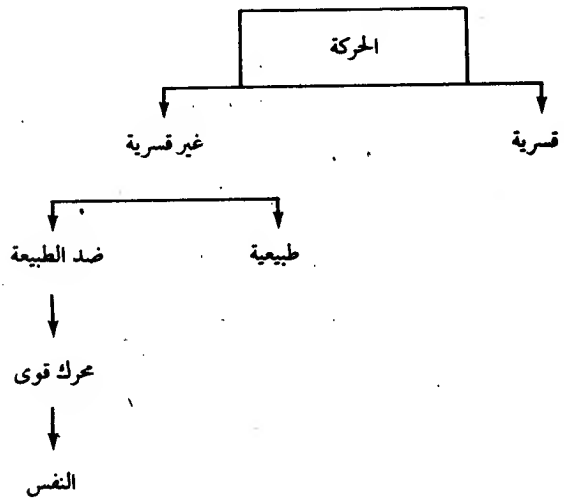 الحركة
قسرية
غير قسرية
طبيعية
ضد الطبيعة
محرك قوى
النفس